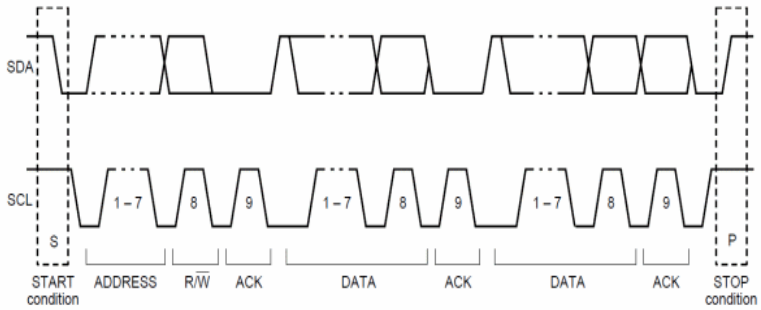 SDA
SCL
1 – 7 8 9 1 – 7 8 9 1 – 7 8 9
S P
START condition ADDRESS R/W̅ ACK DATA ACK DATA ACK STOP condition